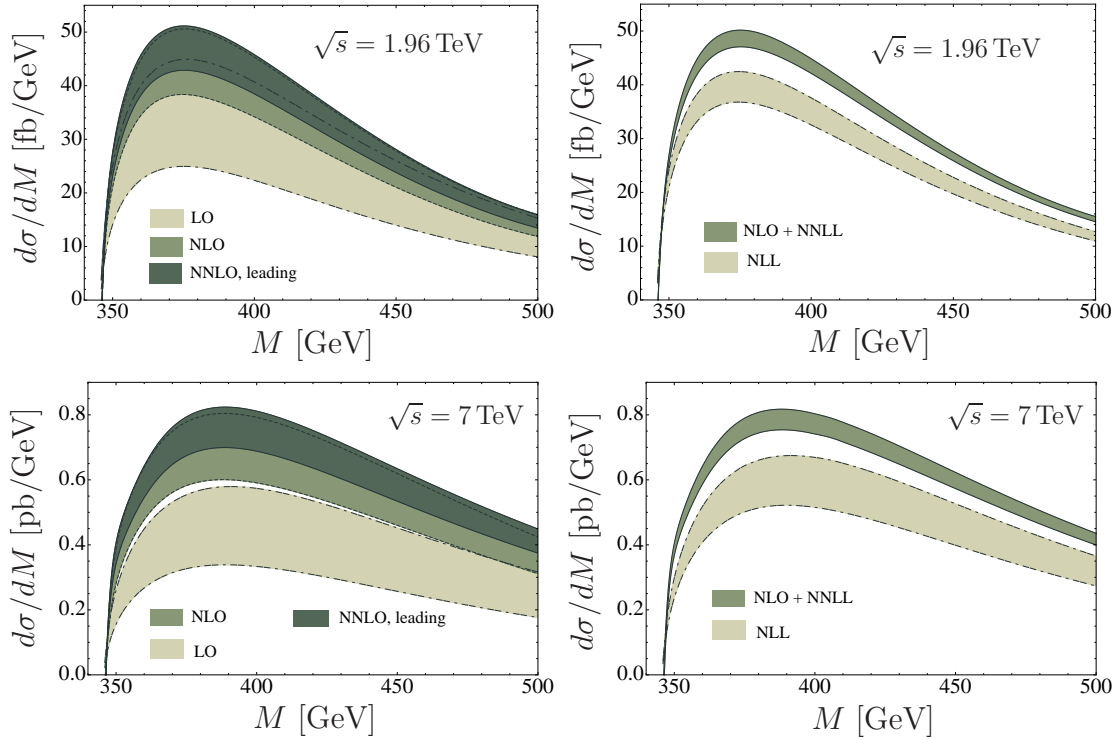 √s = 1.96 TeV
dσ/dM [fb/GeV]
50
40
30
20
10
0
LO
NLO
NNLO, leading
350
400
450
500
M [GeV]
√s = 1.96 TeV
dσ/dM [fb/GeV]
50
40
30
20
10
0
NLO + NNLL
NLL
350
400
450
500
M [GeV]
√s = 7 TeV
dσ/dM [pb/GeV]
0.8
0.6
0.4
0.2
0.0
NLO
NNLO, leading
LO
350
400
450
500
M [GeV]
√s = 7 TeV
dσ/dM [pb/GeV]
0.8
0.6
0.4
0.2
0.0
NLO + NNLL
NLL
350
400
450
500
M [GeV]